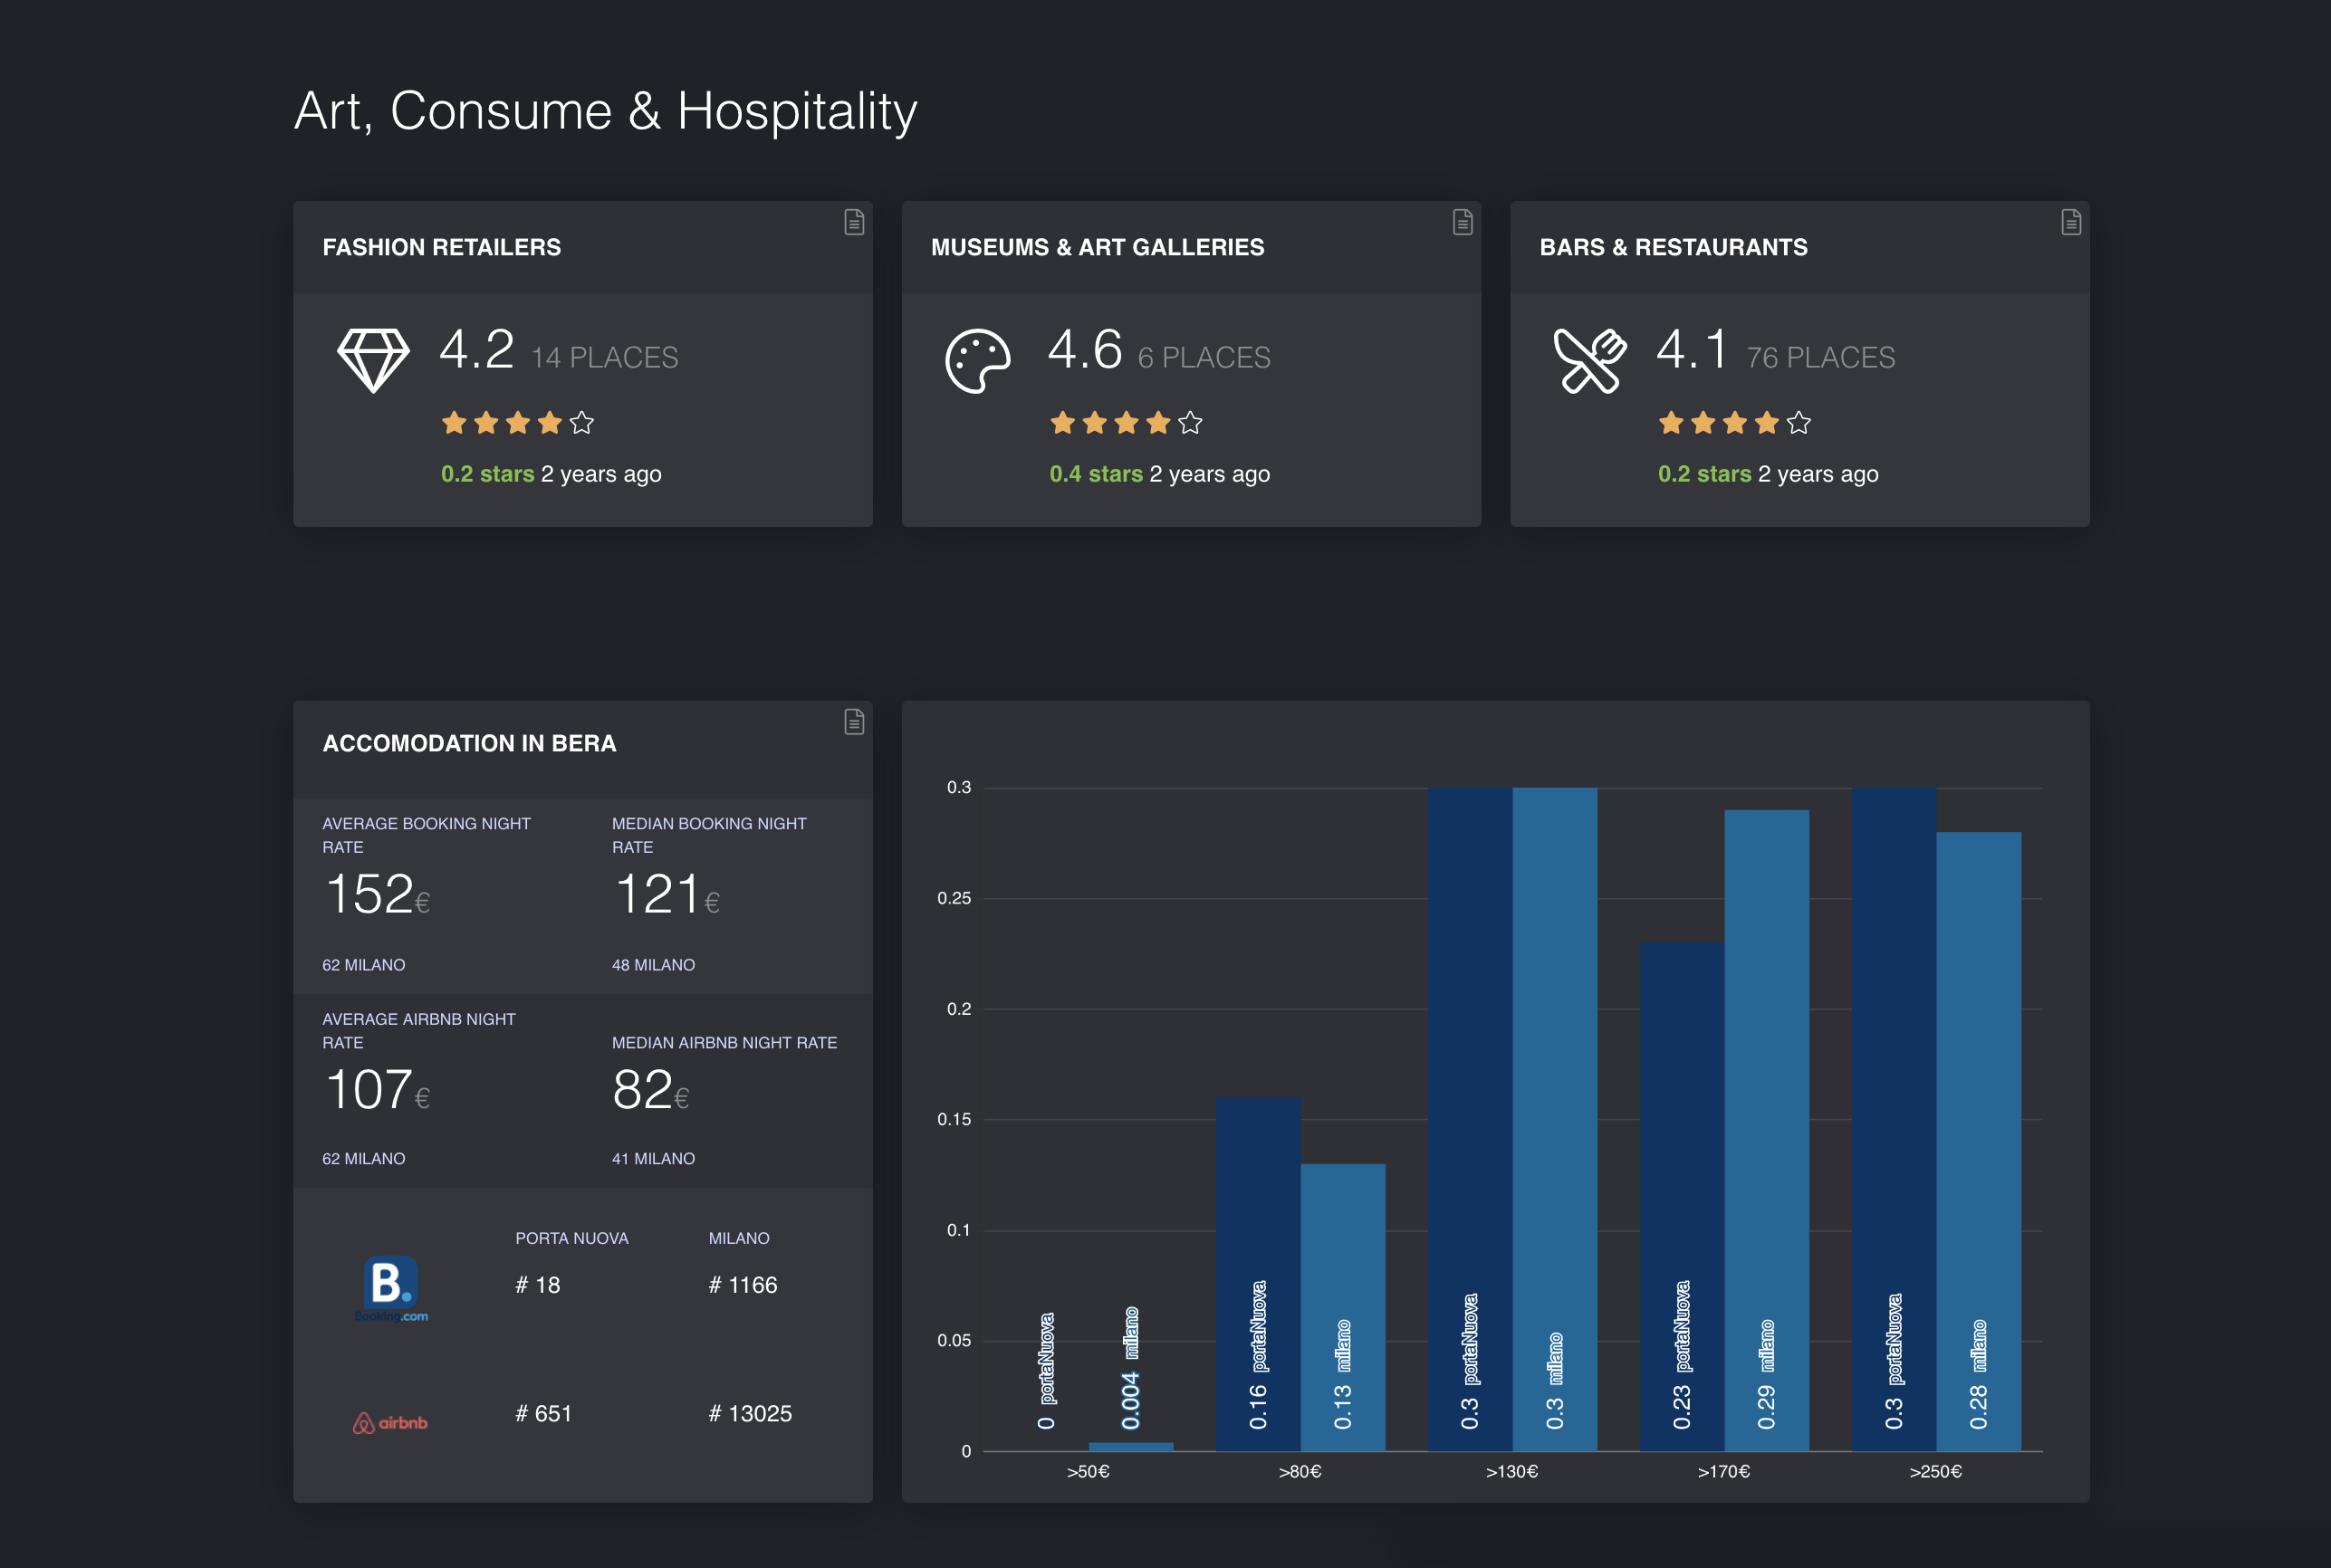 Art, Consume & Hospitality
FASHION RETAILERS
4.2 14 PLACES
0.2 stars 2 years ago
MUSEUMS & ART GALLERIES
4.6 6 PLACES
0.4 stars 2 years ago
BARS & RESTAURANTS
4.1 76 PLACES
0.2 stars 2 years ago
ACCOMODATION IN BERA
AVERAGE BOOKING NIGHT
RATE
152€
62 MILANO
MEDIAN BOOKING NIGHT
RATE
121€
48 MILANO
AVERAGE AIRBNB NIGHT
RATE
107€
62 MILANO
MEDIAN AIRBNB NIGHT RATE
82€
41 MILANO
PORTA NUOVA MILANO
B.
Booking.com
# 18 # 1166
airbnb
# 651 # 13025
0.3
0.25
0.2
0.15
0.1
0.05
0
0 portaNuova
0.004 milano
0.16 portaNuova
0.13 milano
0.3 portaNuova
0.3 milano
0.23 portaNuova
0.29 milano
0.3 portaNuova
0.28 milano
>50€ >80€ >130€ >170€ >250€